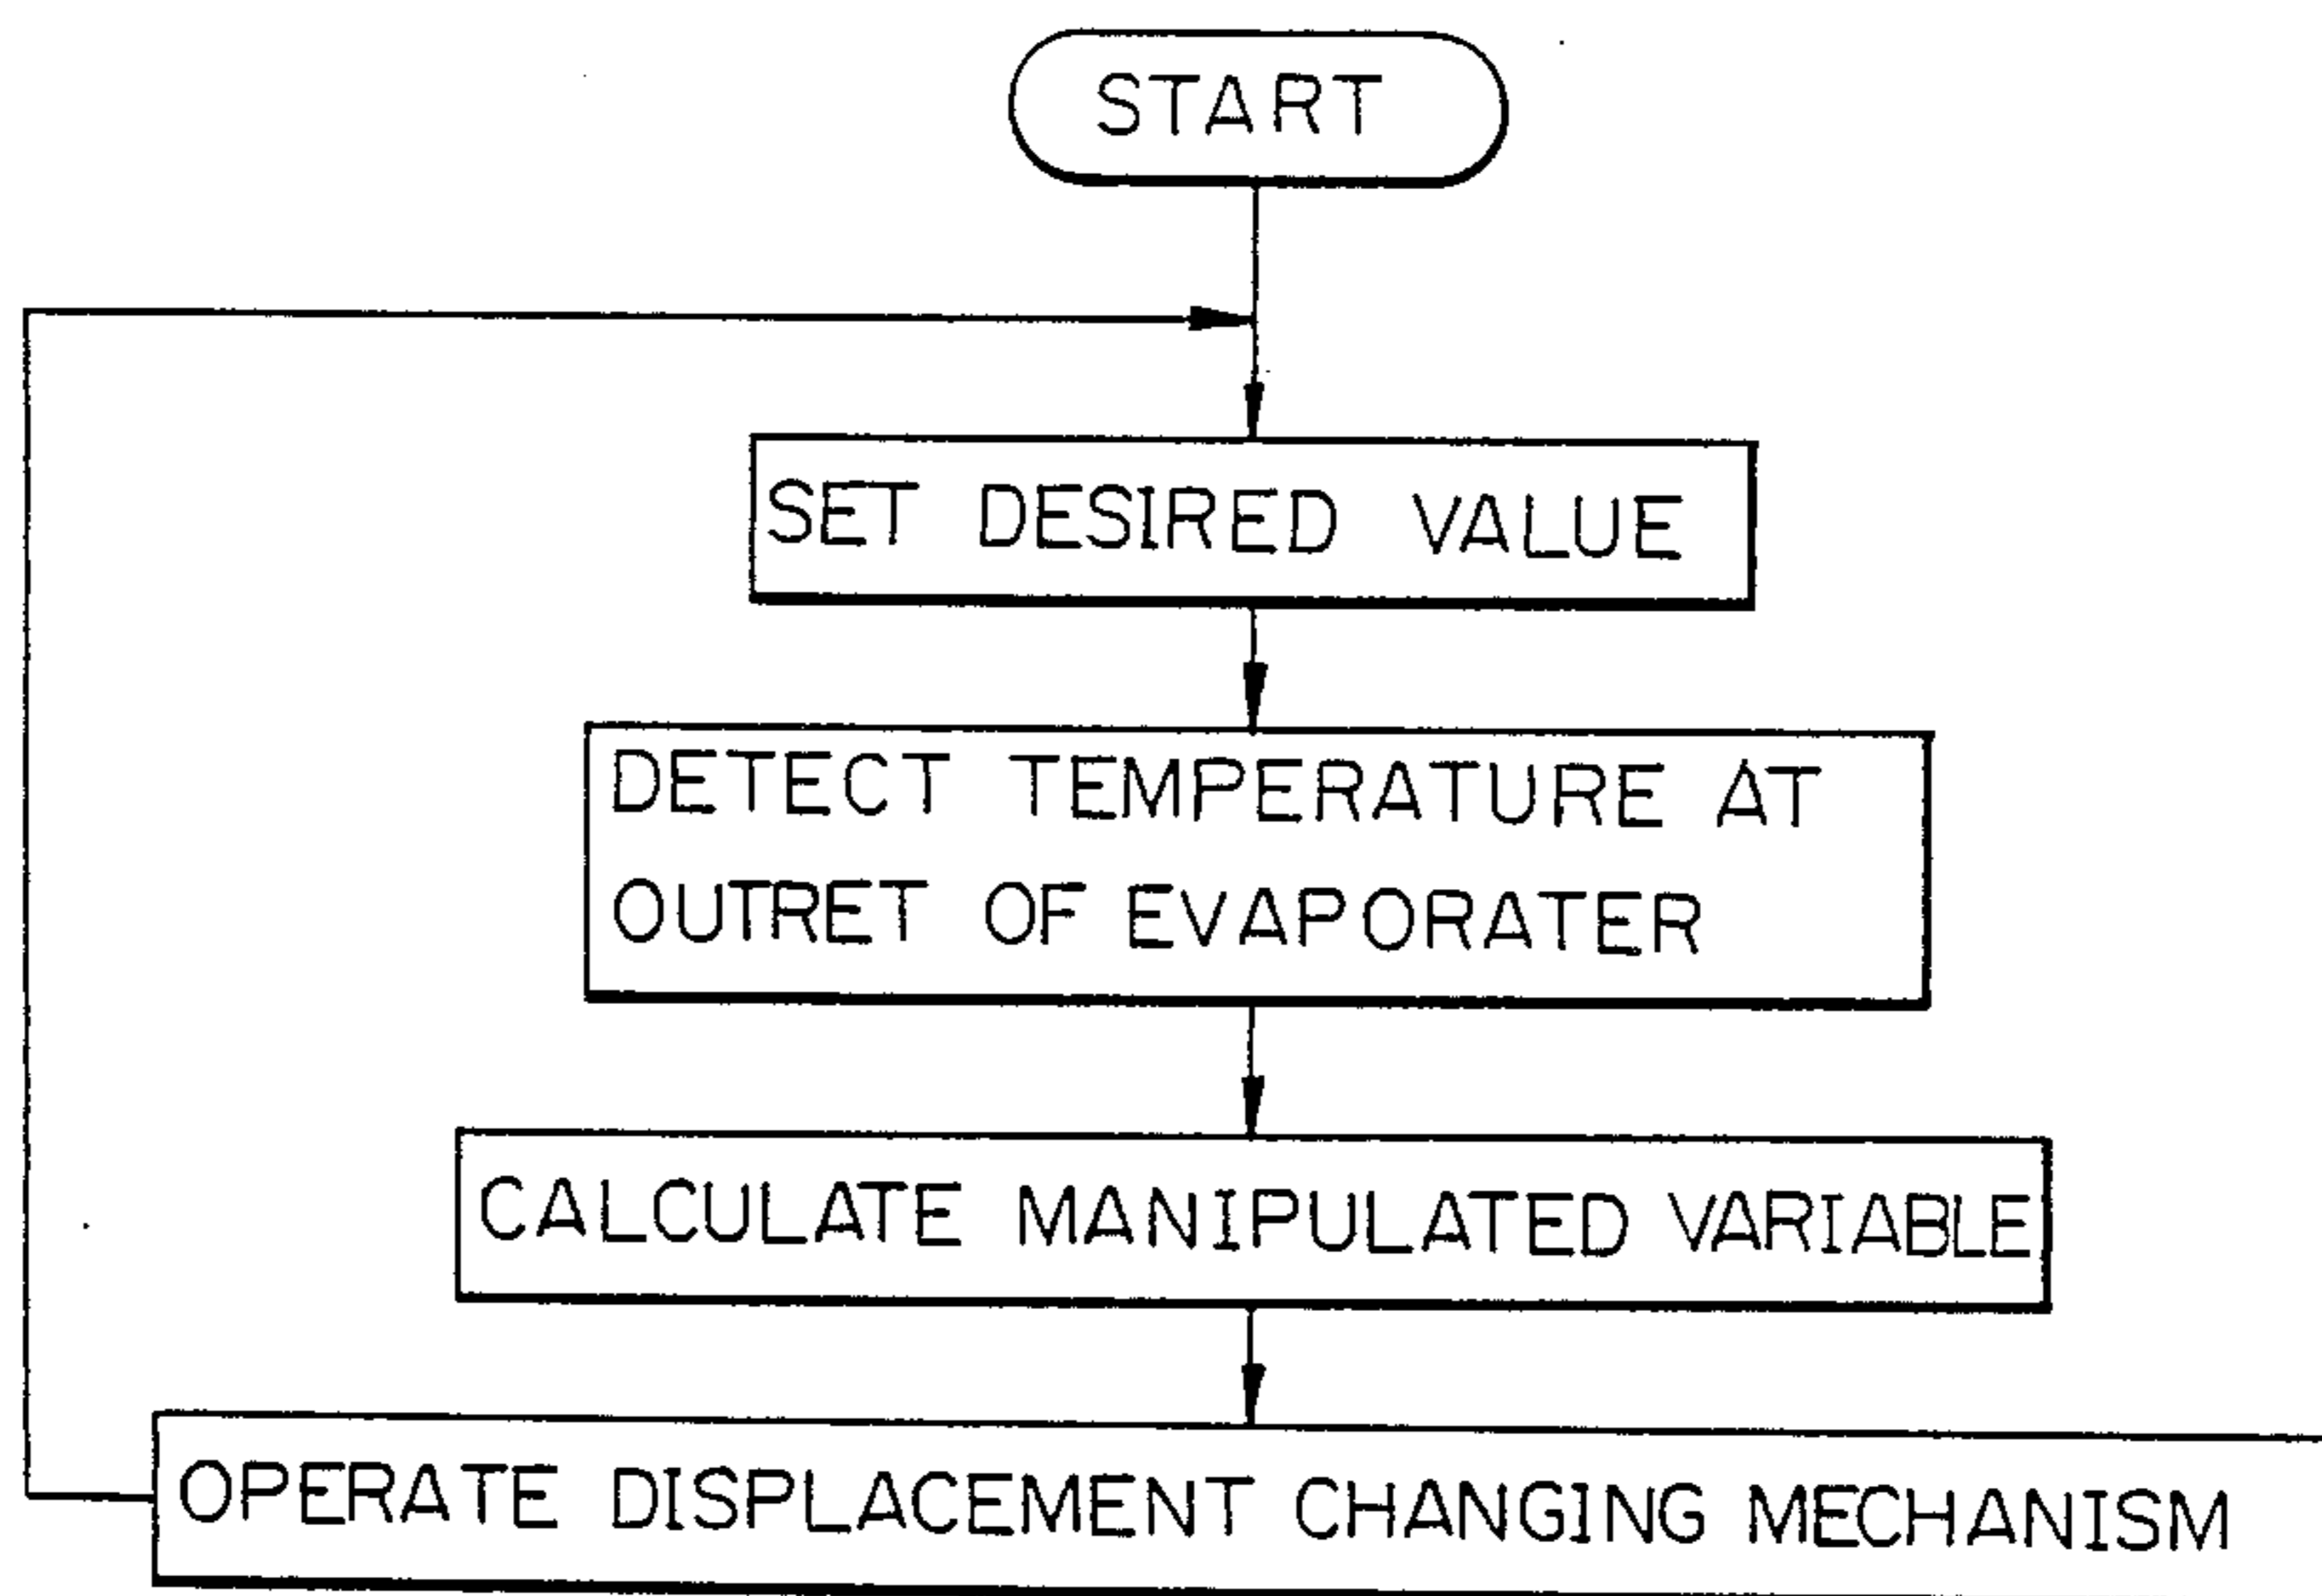 START
SET DESIRED VALUE
DETECT TEMPERATURE AT
OUTRET OF EVAPORATER
CALCULATE MANIPULATED VARIABLE
OPERATE DISPLACEMENT CHANGING MECHANISM